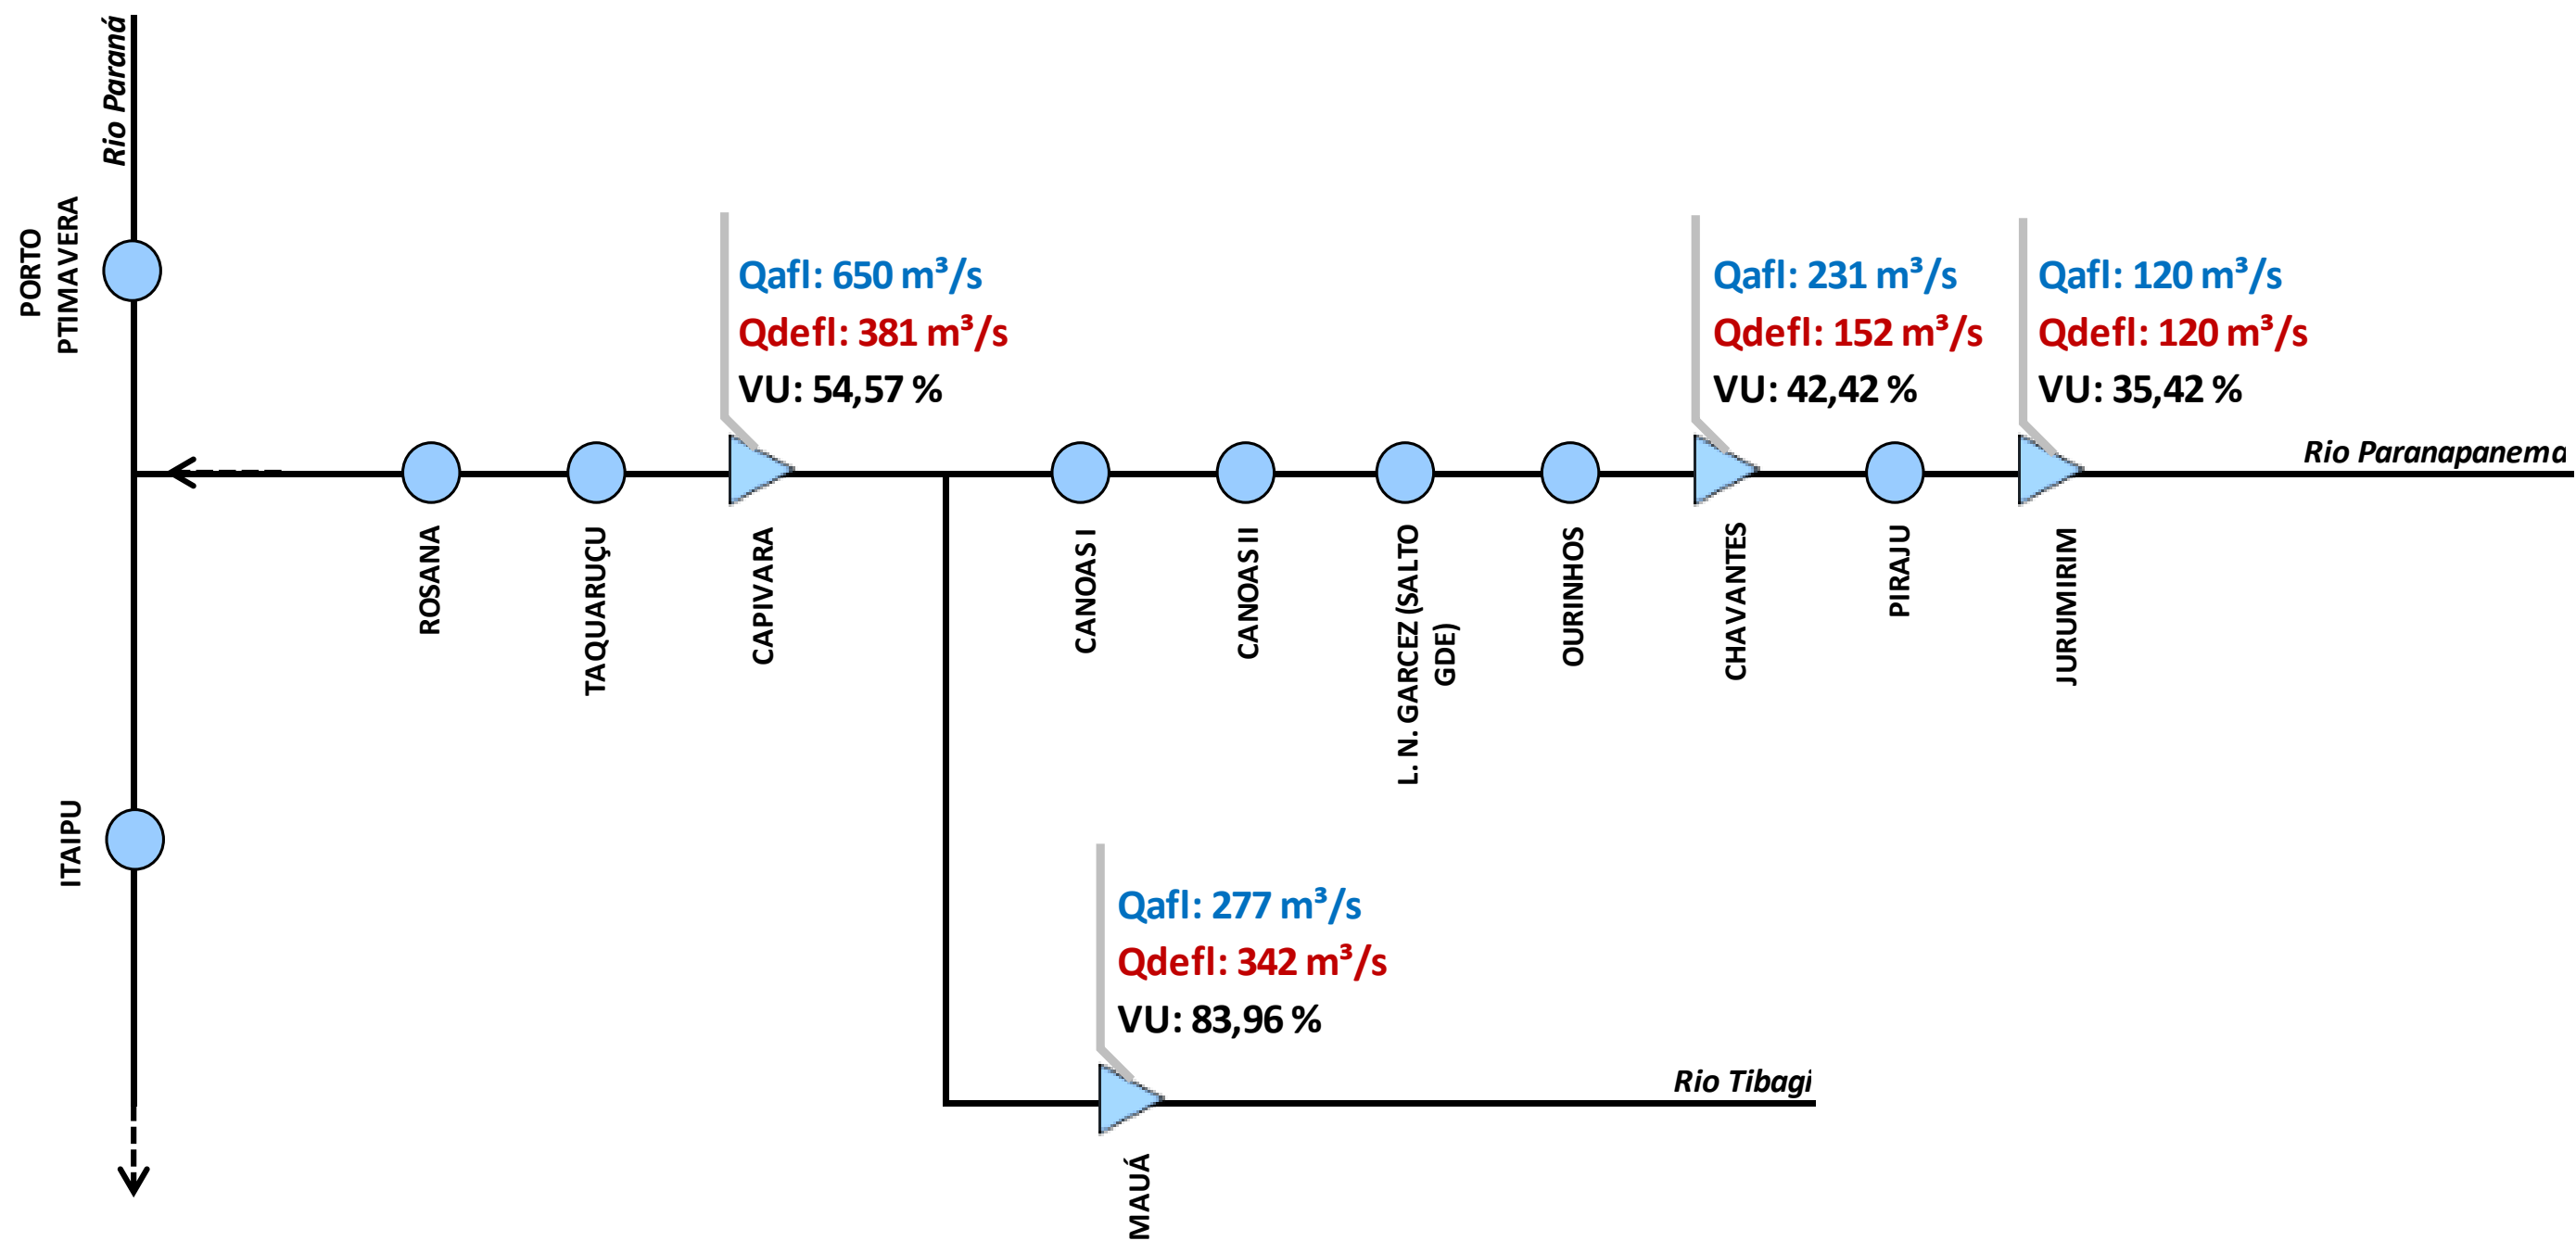 Rio Paraná
PORTO
PTIMAVERA
Qafl: 650 m³/s
Qdefl: 381 m³/s
VU: 54,57 %
Qafl: 231 m³/s
Qdefl: 152 m³/s
VU: 42,42 %
Qafl: 120 m³/s
Qdefl: 120 m³/s
VU: 35,42 %
Rio Paranapanema
ROSANA
TAQUARUÇU
CAPIVARA
CANOAS I
CANOAS II
L. N. GARCEZ (SALTO
GDE)
OURINHOS
CHAVANTES
PIRAJU
JURUMIRIM
ITAIPU
Qafl: 277 m³/s
Qdefl: 342 m³/s
VU: 83,96 %
Rio Tibagi
MAUÁ